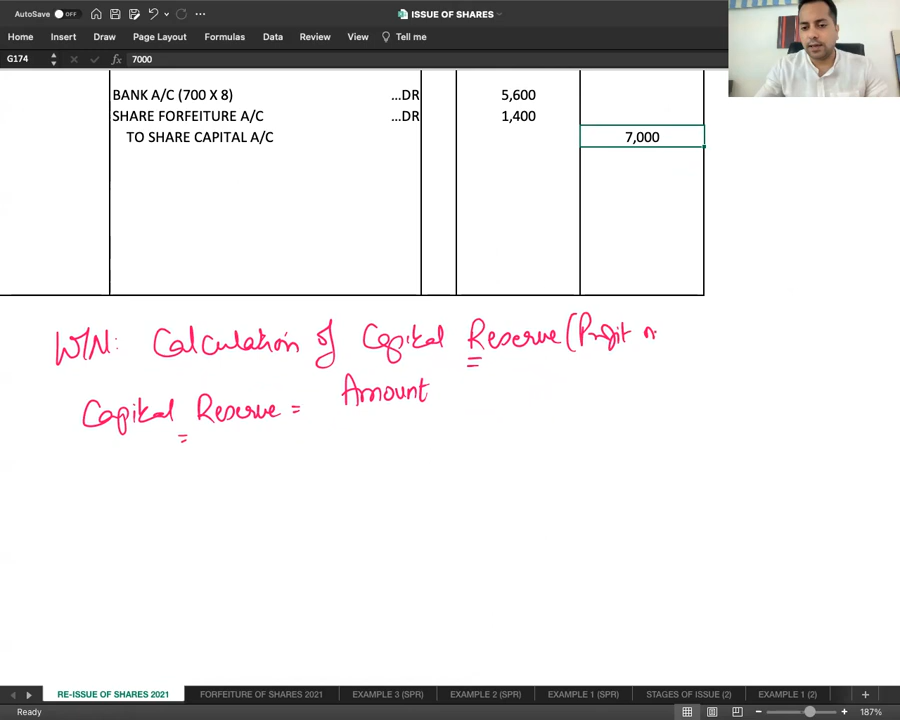 AutoSave OFF ISSUE OF SHARES
Home Insert Draw Page Layout Formulas Data Review View Tell me
G174 fx 7000
BANK A/C (700 X 8) ...DR 5,600
SHARE FORFEITURE A/C ...DR 1,400
TO SHARE CAPITAL A/C 7,000
W/N: Calculation of Capital Reserve (Profit
Capital Reserve = Amount
RE-ISSUE OF SHARES 2021 FORFEITURE OF SHARES 2021 EXAMPLE 3 (SPR) EXAMPLE 2 (SPR) EXAMPLE 1 (SPR) STAGES OF ISSUE (2) EXAMPLE 1 (2) +
Ready 187%